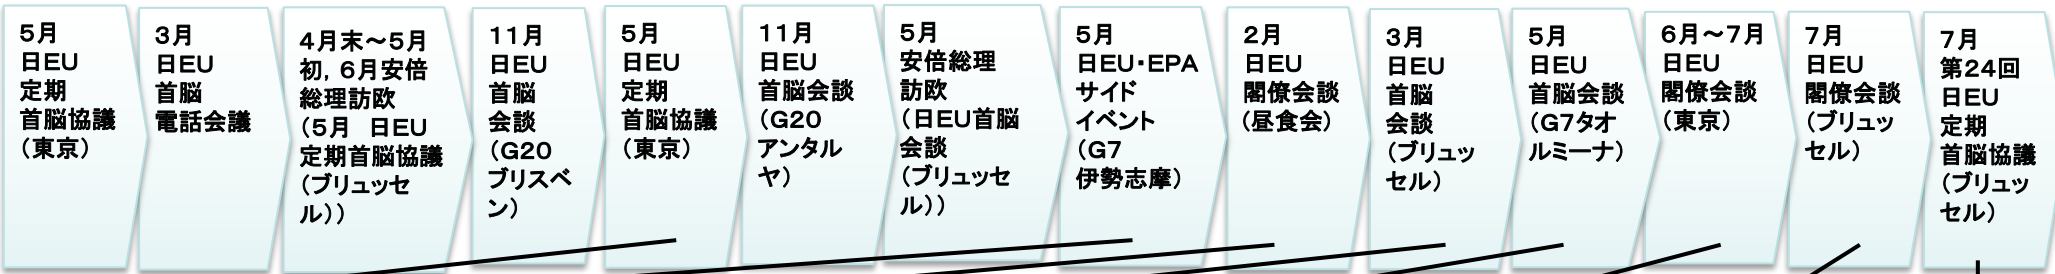 5月
日EU
定期
首脳協議
（東京）
3月
日EU
首脳
電話会議
4月末～5月
初，6月安倍
総理訪欧
（5月　日EU
定期首脳協議
（ブリュッセ
ル））
11月
日EU
首脳
会談
（G20
ブリスベ
ン）
5月
日EU
定期
首脳協議
（東京）
11月
日EU
首脳会談
（G20
アンタル
ヤ）
5月
安倍総理
訪欧
（日EU首脳
会談
（ブリュッセ
ル））
5月
日EU・EPA
サイド
イベント
（G7
伊勢志摩）
2月
日EU
閣僚会談
（昼食会）
3月
日EU
首脳
会談
（ブリュッ
セル）
5月
日EU
首脳会談
（G7タオ
ルミーナ）
6月～7月
日EU
閣僚会談
（東京）
7月
日EU
閣僚会談
（ブリュッ
セル）
7月
第24回
日EU
定期
首脳協議
（ブリュッ
セル）